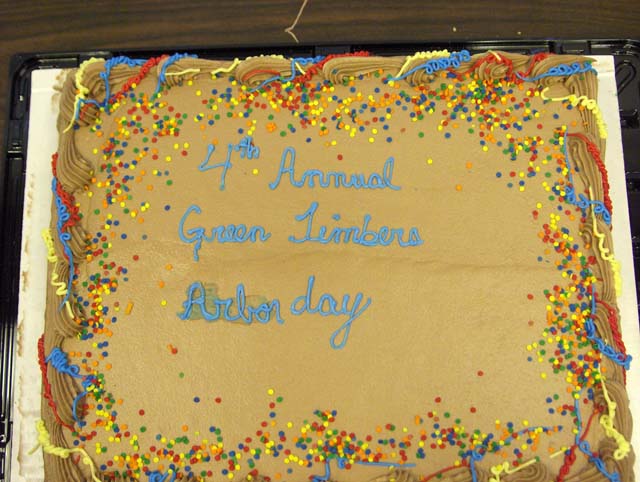 4th Annual
Green Timbers
Arbor day